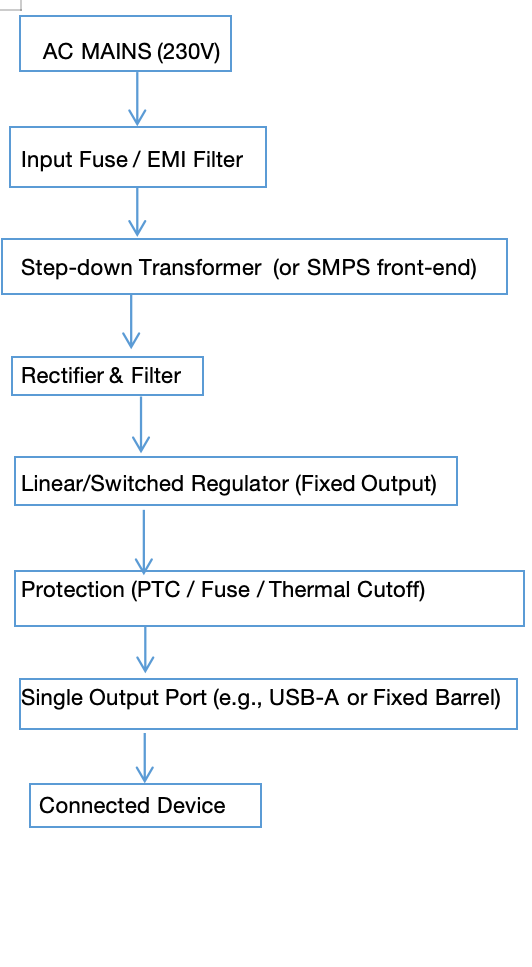 AC MAINS (230V)
Input Fuse / EMI Filter
Step-down Transformer (or SMPS front-end)
Rectifier & Filter
Linear/Switched Regulator (Fixed Output)
Protection (PTC / Fuse / Thermal Cutoff)
Single Output Port (e.g., USB-A or Fixed Barrel)
Connected Device